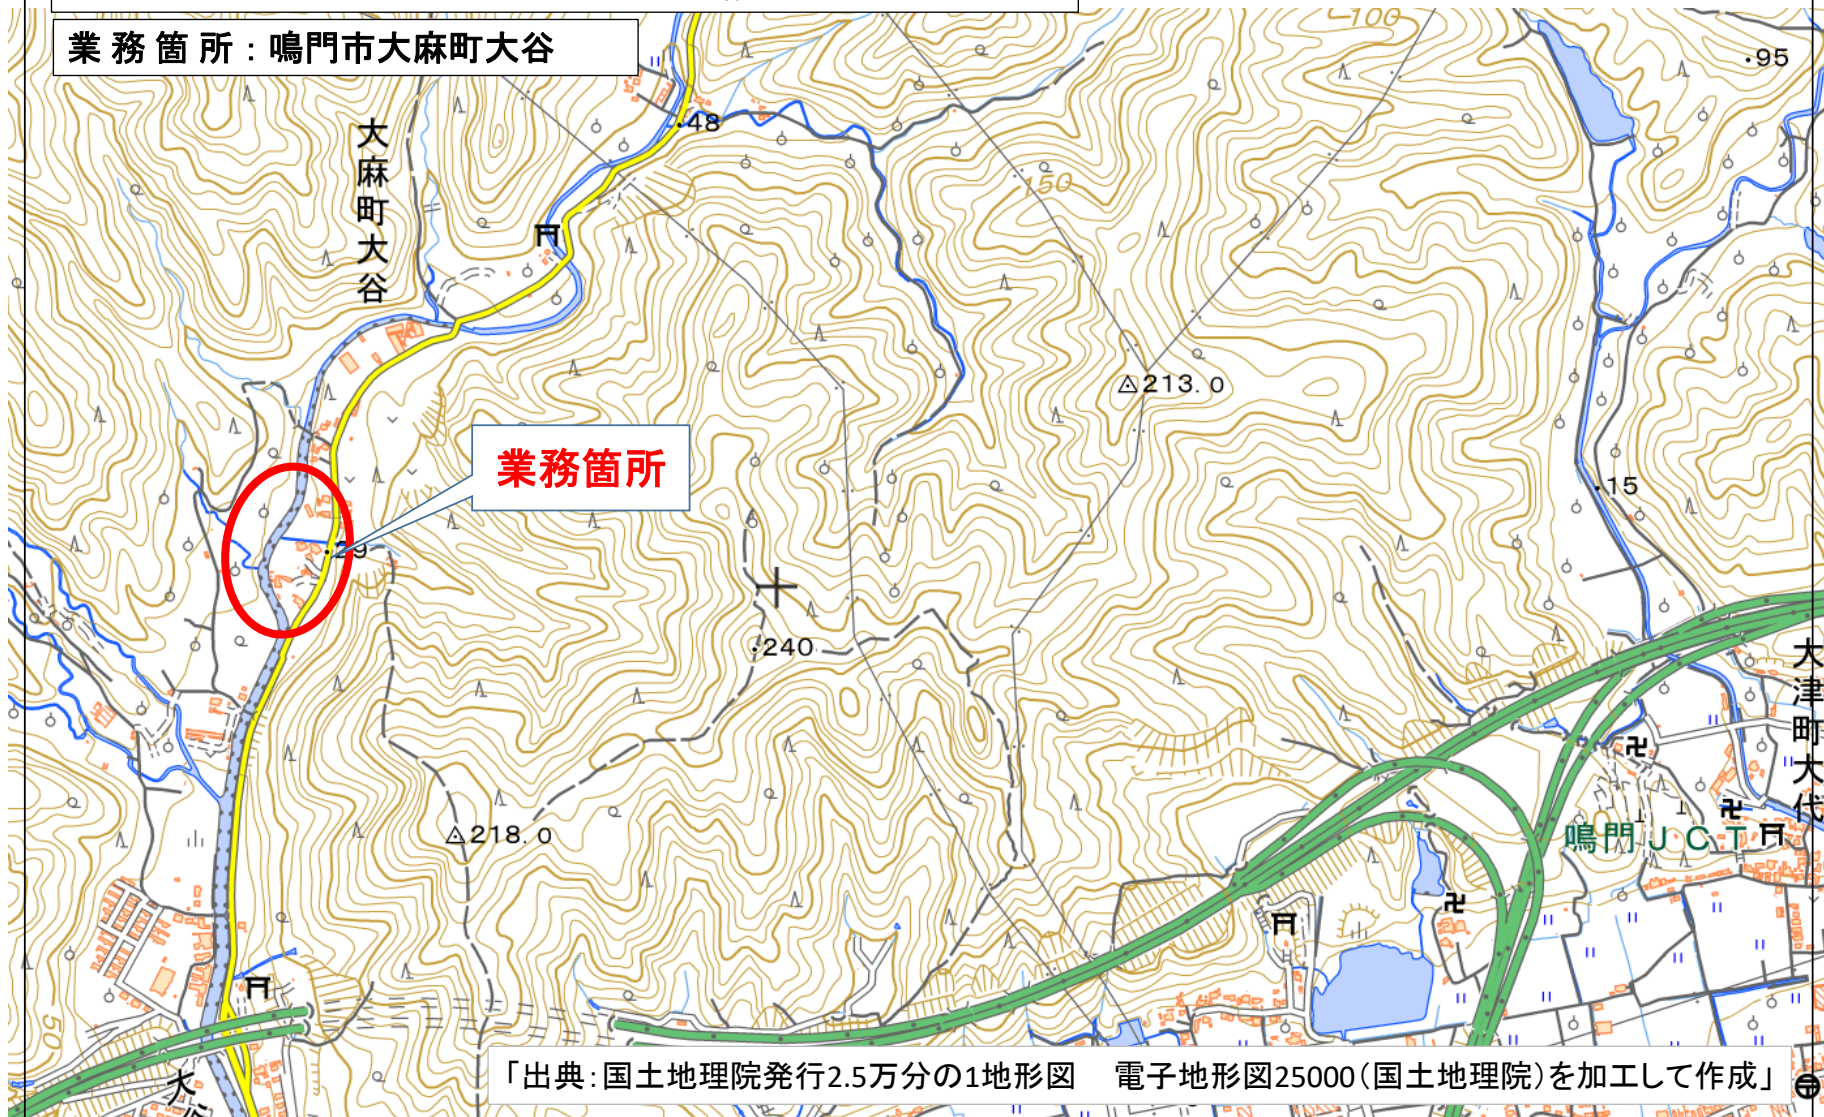 業務箇所：鳴門市大麻町大谷
100
95
48
大麻町大谷
150
213.0
業務箇所
15
29
240
大津町大代
218.0
鳴門JCT
50
大谷
「出典：国土地理院発行2.5万分の1地形図　電子地形図25000（国土地理院）を加工して作成」